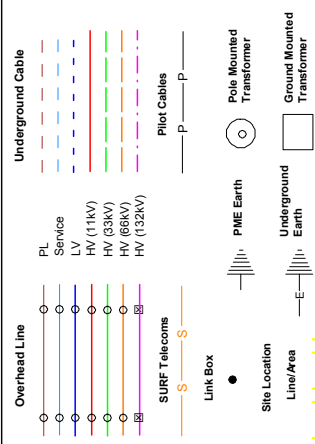 Overhead Line
Underground Cable
PL
Service
LV
HV (11kV)
HV (33kV)
HV (66kV)
HV (132kV)
SURF Telecoms
S S
Pilot Cables
P P
Link Box
PME Earth
Pole Mounted
Transformer
Site Location
Line/Area
Underground
Earth
E
Ground Mounted
Transformer